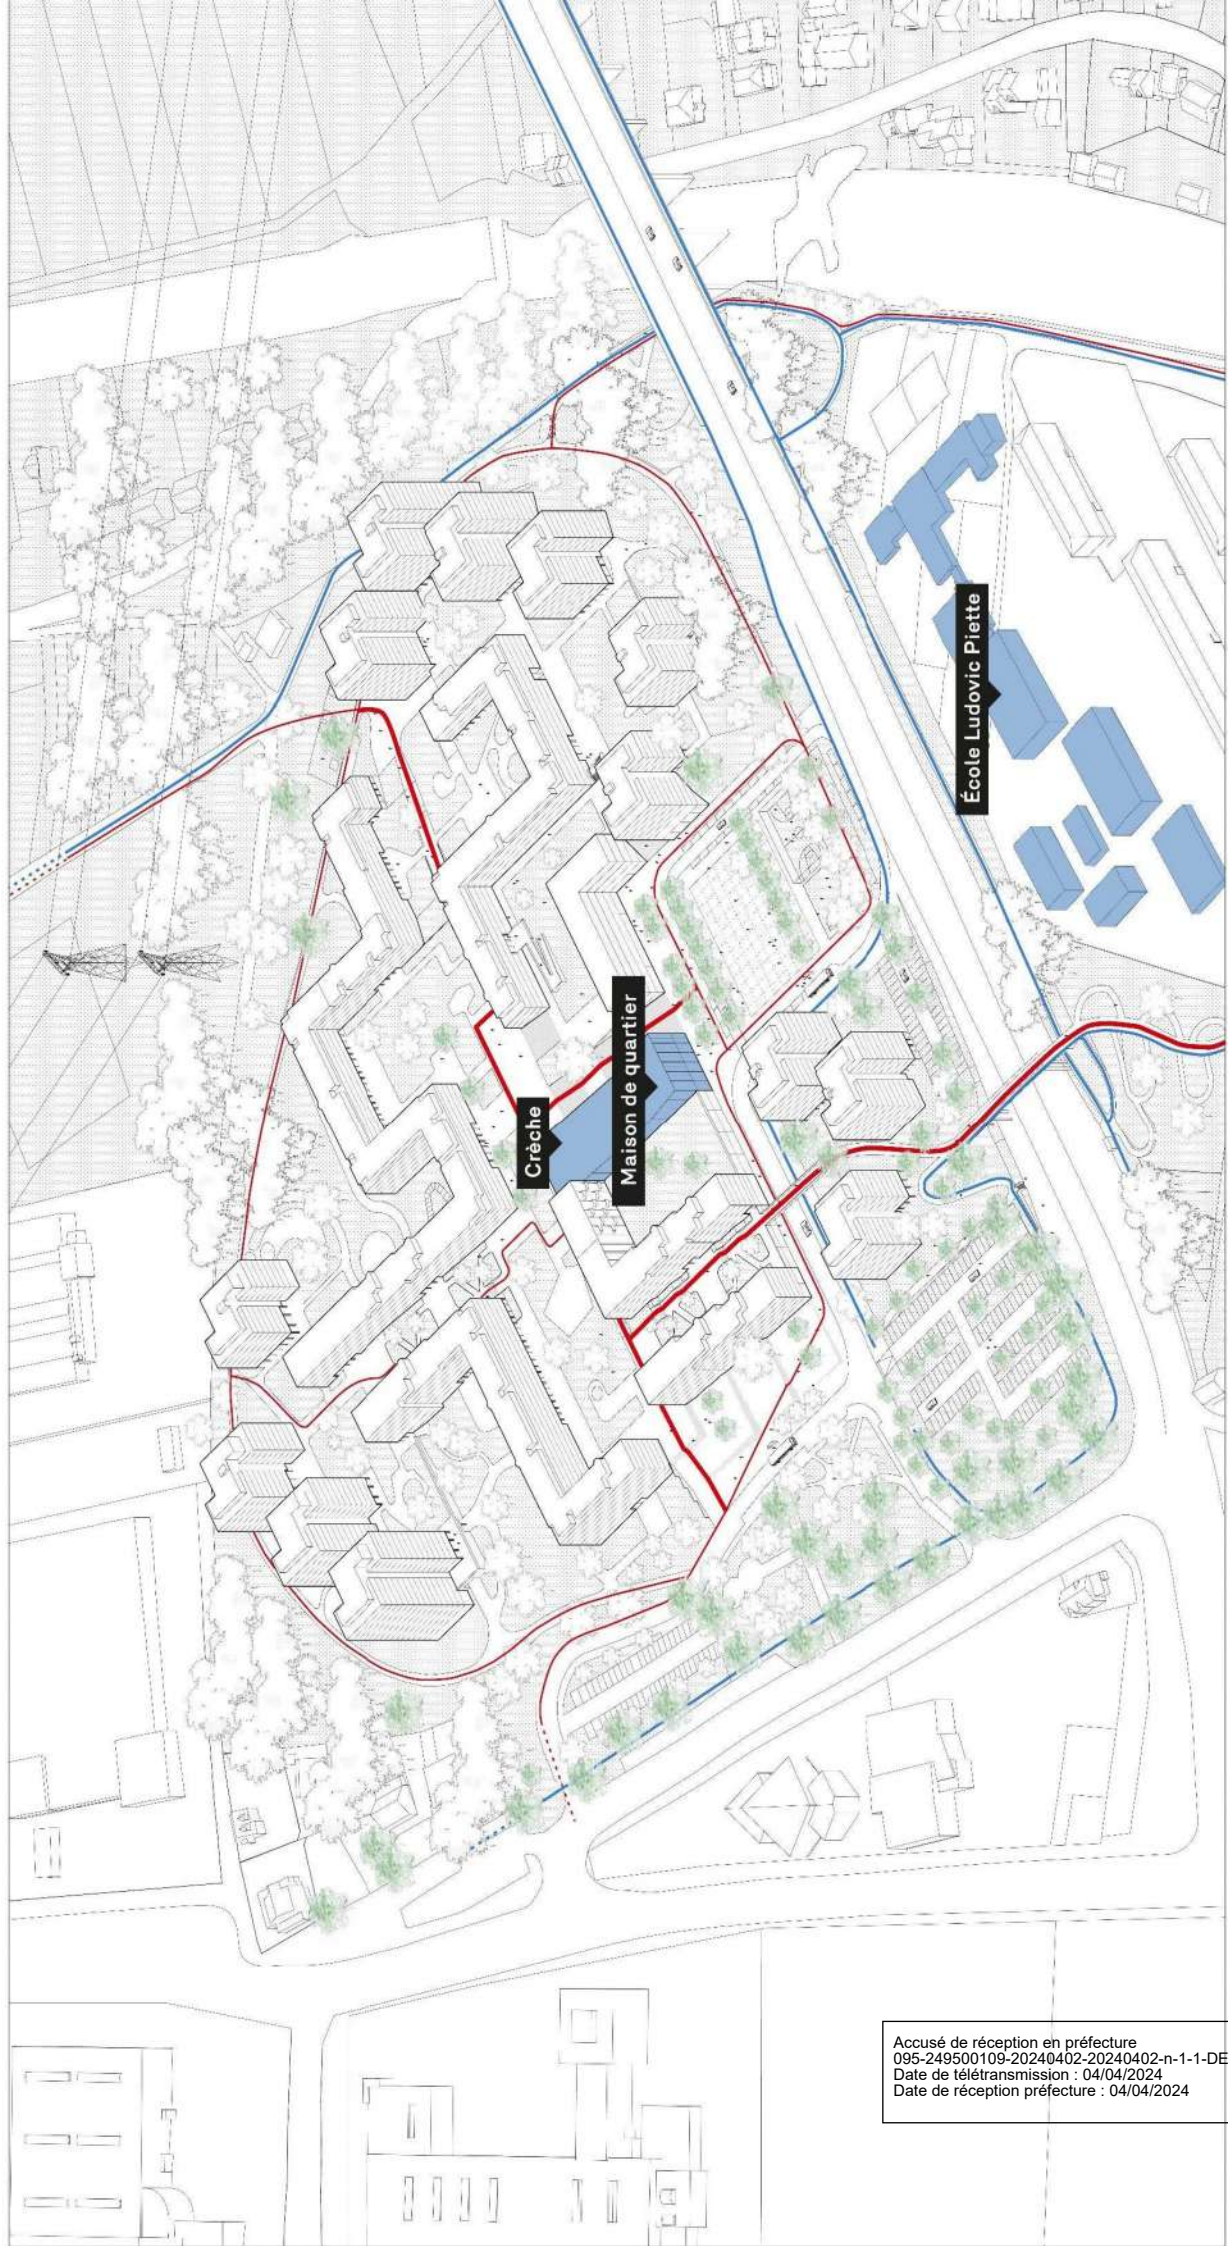 Crèche
Maison de quartier
École Ludovic Piette
Accusé de réception en préfecture
095-249500109-20240402-20240402-n-1-1-DE
Date de télétransmission : 04/04/2024
Date de réception préfecture : 04/04/2024